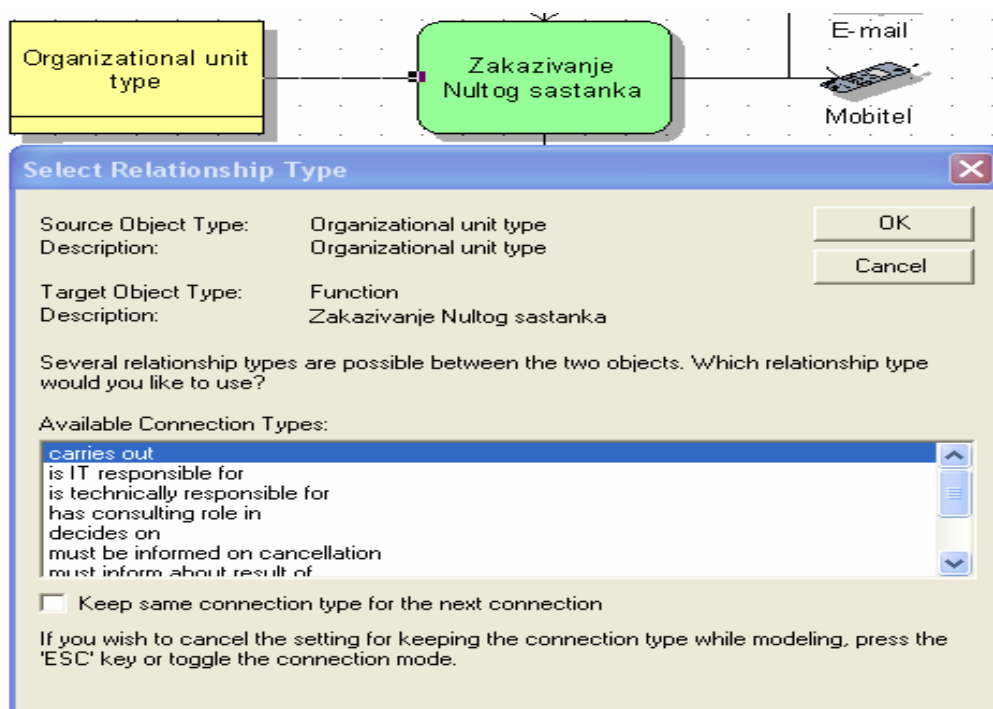 Organizational unit
type
Zakazivanje
Nultog sastanka
E-mail
Mobitel
Select Relationship Type
Source Object Type: Organizational unit type
Description: Organizational unit type
OK
Cancel
Target Object Type: Function
Description: Zakazivanje Nultog sastanka
Several relationship types are possible between the two objects. Which relationship type
would you like to use?
Available Connection Types:
carries out
is IT responsible for
is technically responsible for
has consulting role in
decides on
must be informed on cancellation
must inform about result of
Keep same connection type for the next connection
If you wish to cancel the setting for keeping the connection type while modeling, press the
'ESC' key or toggle the connection mode.